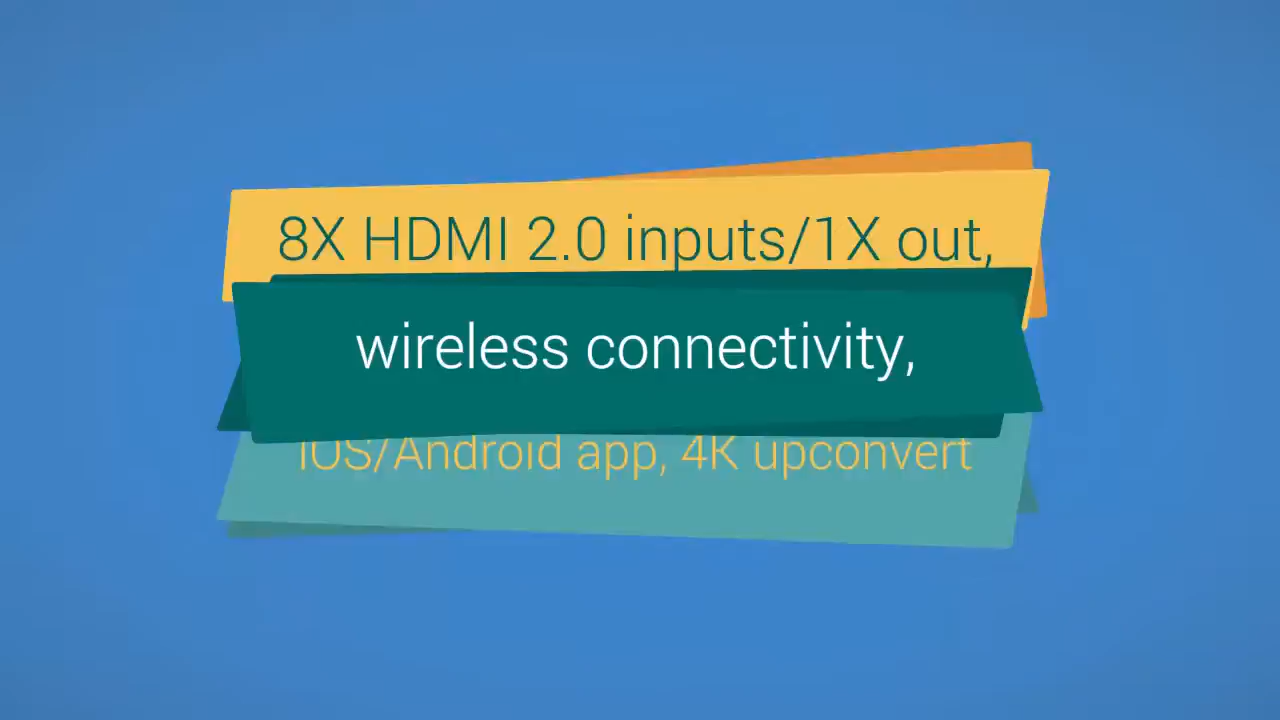 8X HDMI 2.0 inputs/1X out,
wireless connectivity,
iOS/Android app, 4K upconvert